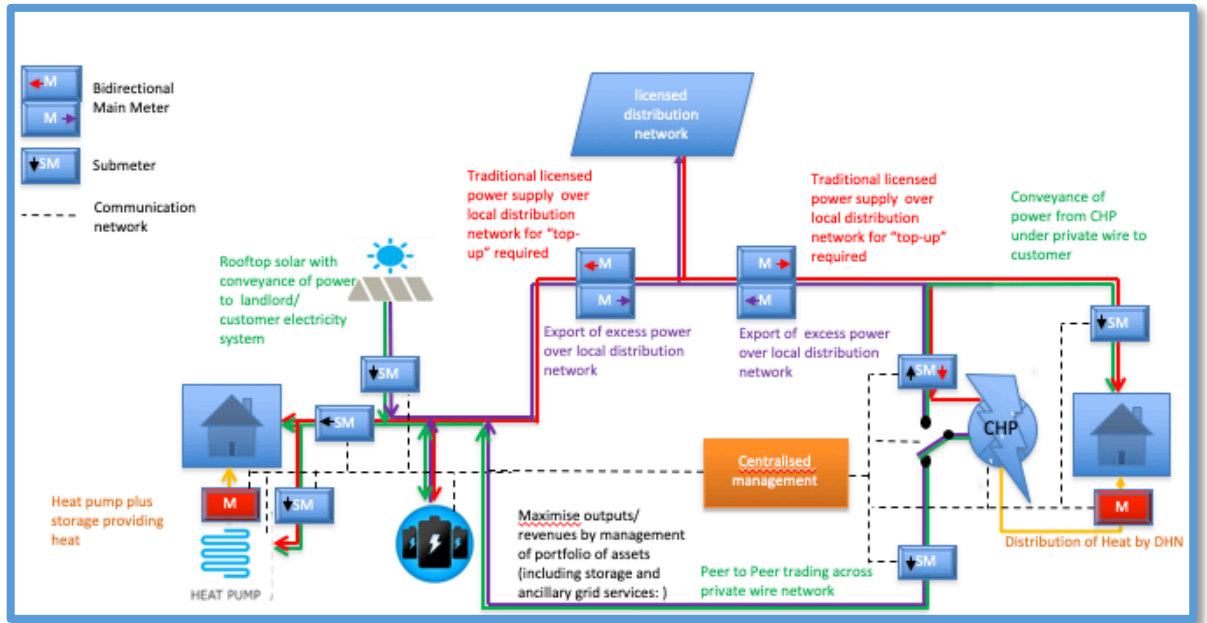 M
Bidirectional
Main Meter
M
SM
Submeter
Communication
network
licensed
distribution
network
Traditional licensed
power supply over
local distribution
network for “top-
up” required
Traditional licensed
power supply over
local distribution
network for “top-up”
required
Conveyance of
power from CHP
under private wire to
customer
Rooftop solar with
conveyance of power
to landlord/
customer electricity
system
M
M
M
M
Export of excess power
over local distribution
network
Export of excess power
over local distribution
network
SM
SM
SM
SM
CHP
Centralised
management
Heat pump plus
storage providing
heat
M
SM
HEAT PUMP
Maximise outputs/
revenues by management
of portfolio of assets
(including storage and
ancillary grid services: )
M
Distribution of Heat by DHN
SM
Peer to Peer trading across
private wire network